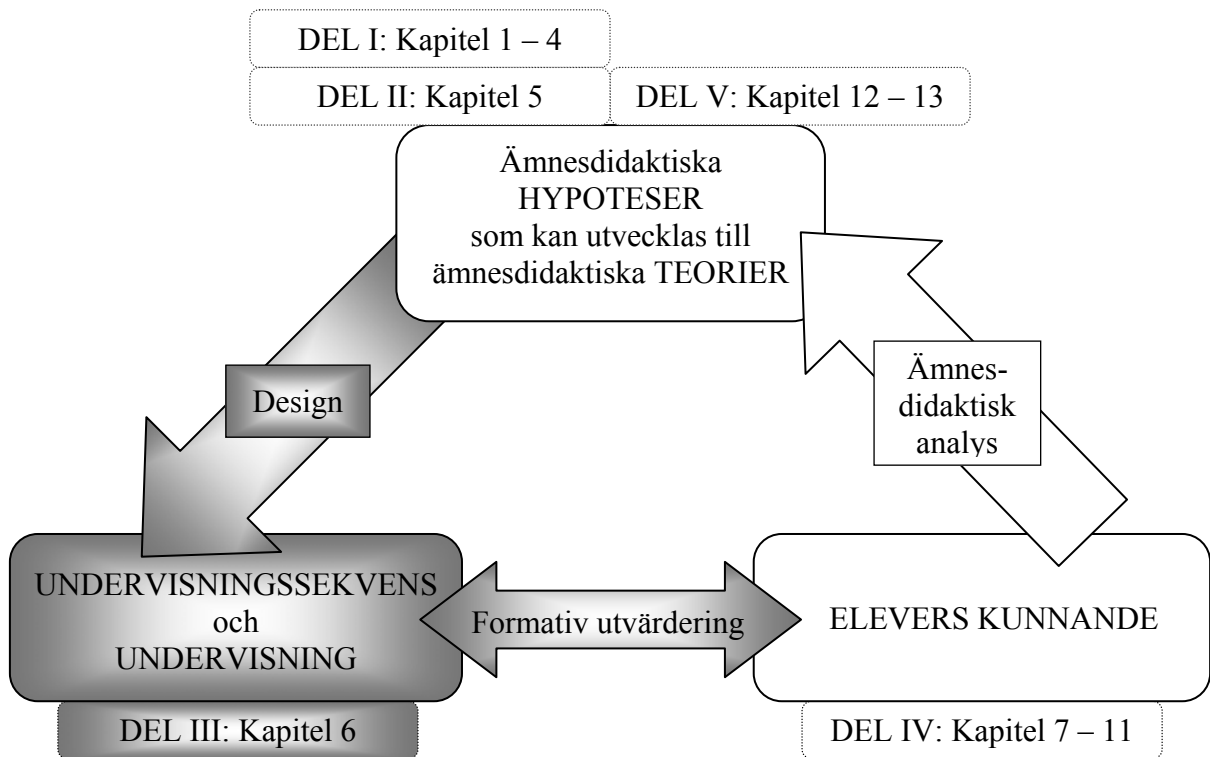 DEL I: Kapitel 1 – 4
DEL II: Kapitel 5
DEL V: Kapitel 12 – 13
Ämnesdidaktiska
HYPOTESER
som kan utvecklas till
ämnesdidaktiska TEORIER
Design
Ämnes-
didaktisk
analys
UNDERVISNINGSSEKVENS
och
UNDERVISNING
Formativ utvärdering
ELEVERS KUNNANDE
DEL III: Kapitel 6
DEL IV: Kapitel 7 – 11